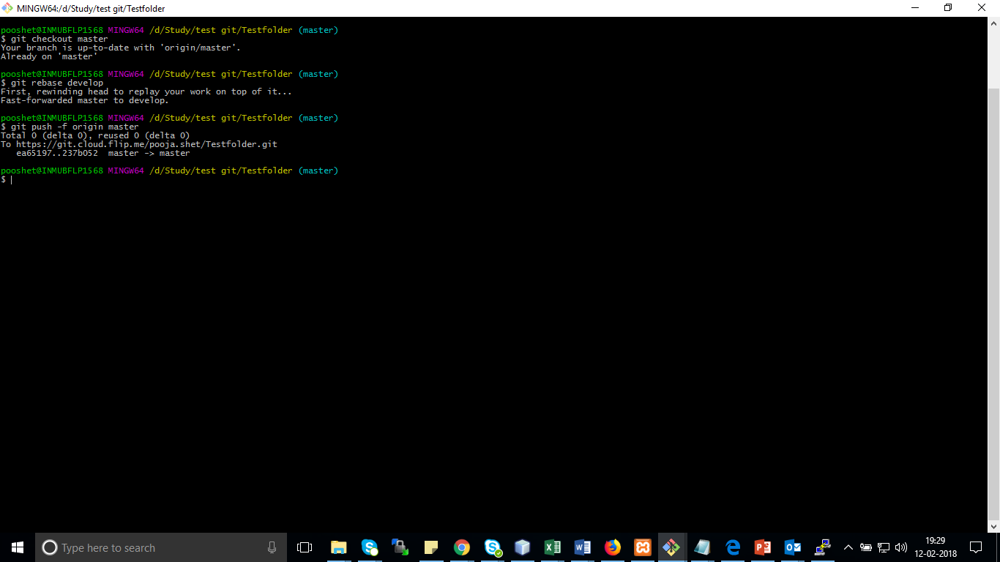 MINGW64:/d/Study/test git/Testfolder
pooshet@INMUBFLP1568 MINGW64 /d/Study/test git/Testfolder (master)
$ git checkout master
Your branch is up-to-date with 'origin/master'.
Already on 'master'
pooshet@INMUBFLP1568 MINGW64 /d/Study/test git/Testfolder (master)
$ git rebase develop
First, rewinding head to replay your work on top of it...
Fast-forwarded master to develop.
pooshet@INMUBFLP1568 MINGW64 /d/Study/test git/Testfolder (master)
$ git push -f origin master
Total 0 (delta 0), reused 0 (delta 0)
To https://git.cloud.flip.me/pooja.shet/Testfolder.git
   ea65197..237b052  master -> master
pooshet@INMUBFLP1568 MINGW64 /d/Study/test git/Testfolder (master)
$
Type here to search
19:29
12-02-2018